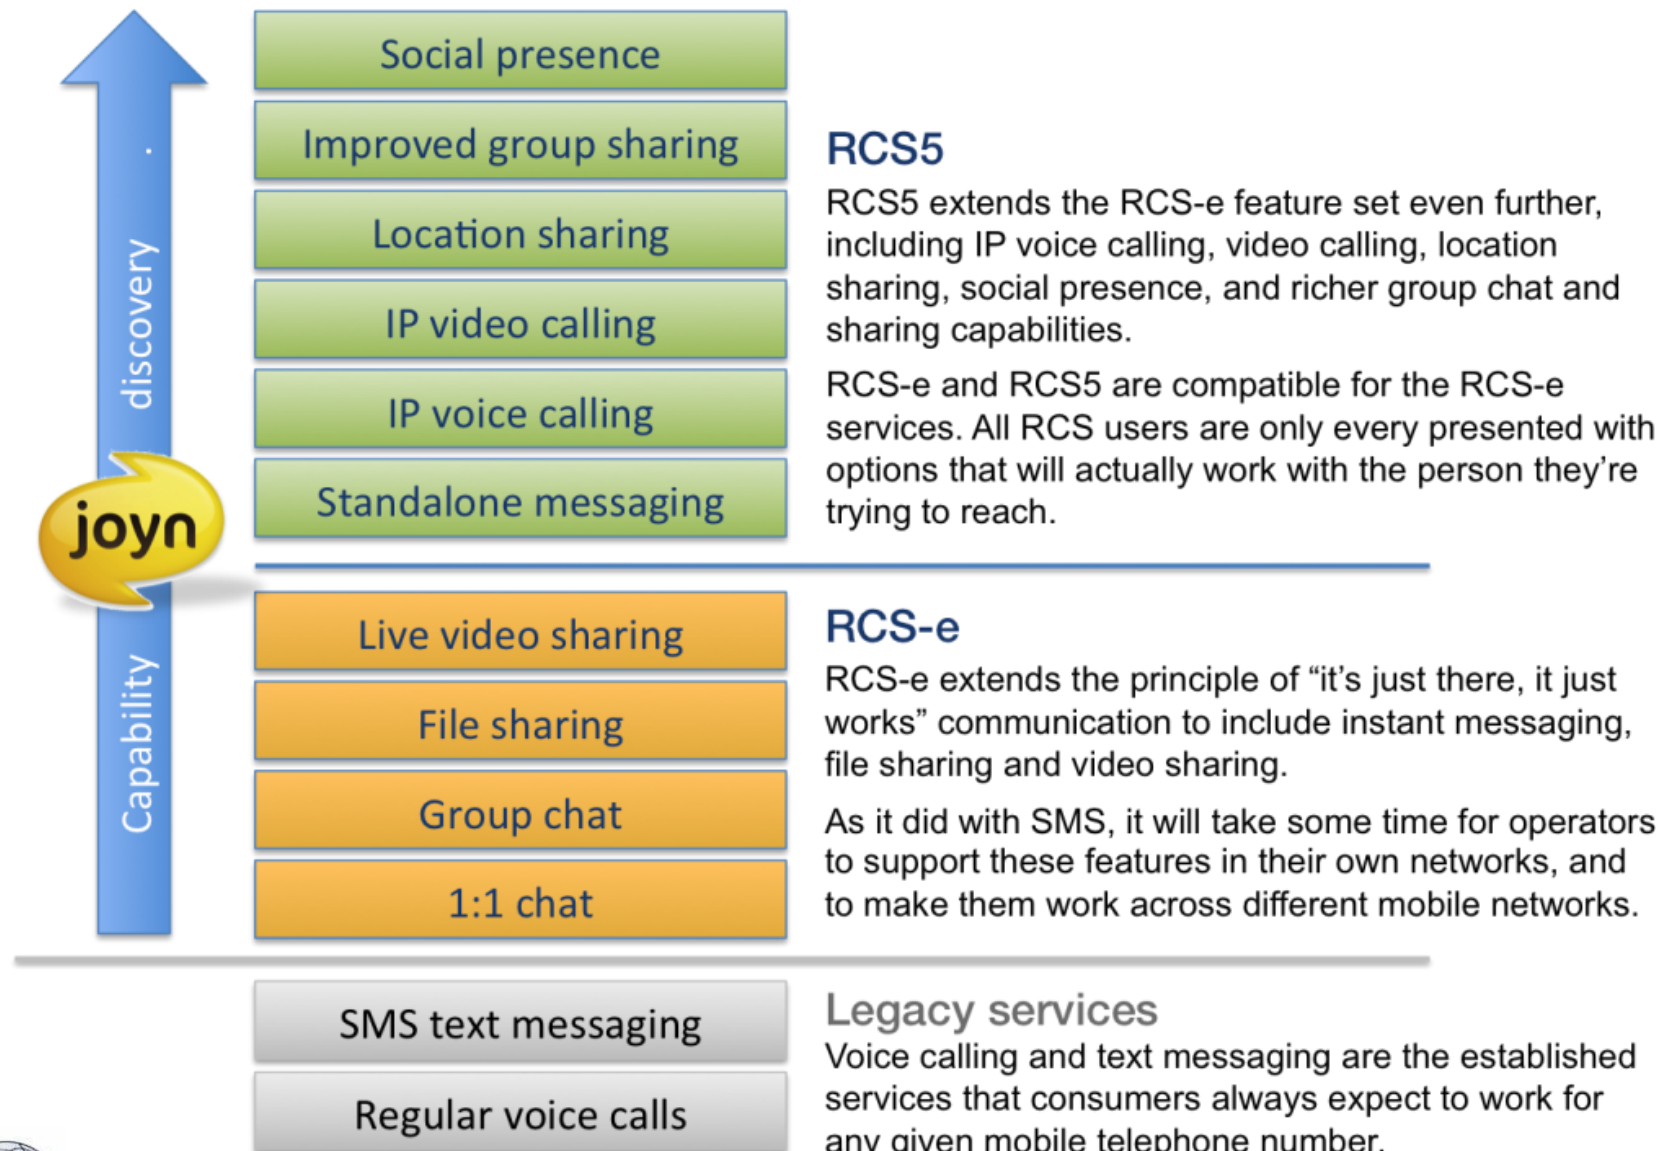 Social presence
Improved group sharing
Location sharing
IP video calling
IP voice calling
Standalone messaging
RCS5
RCS5 extends the RCS-e feature set even further,
including IP voice calling, video calling, location
sharing, social presence, and richer group chat and
sharing capabilities.
RCS-e and RCS5 are compatible for the RCS-e
services. All RCS users are only every presented with
options that will actually work with the person they're
trying to reach.
Capability discovery .
joyn
Live video sharing
File sharing
Group chat
1:1 chat
RCS-e
RCS-e extends the principle of “it's just there, it just
works” communication to include instant messaging,
file sharing and video sharing.
As it did with SMS, it will take some time for operators
to support these features in their own networks, and
to make them work across different mobile networks.
SMS text messaging
Regular voice calls
Legacy services
Voice calling and text messaging are the established
services that consumers always expect to work for
any given mobile telephone number.